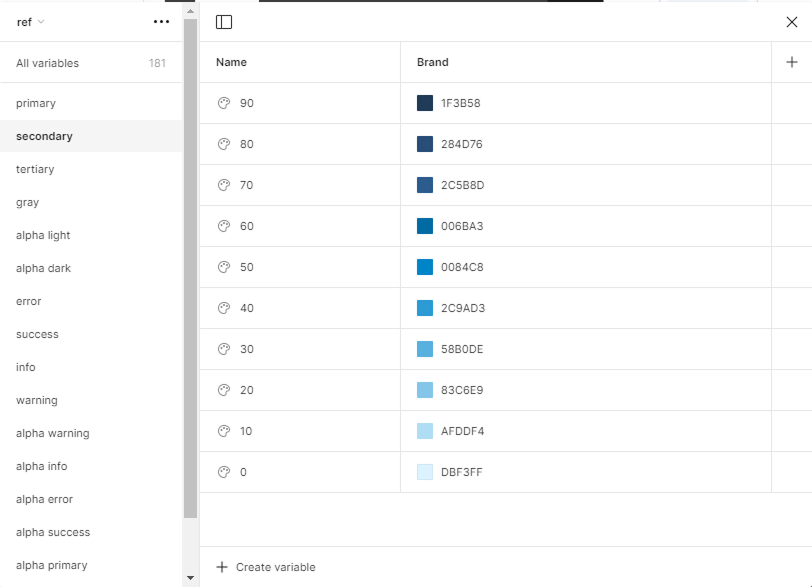 ref
All variables 181
primary
secondary
tertiary
gray
alpha light
alpha dark
error
success
info
warning
alpha warning
alpha info
alpha error
alpha success
alpha primary
Name Brand
90 1F3B58
80 284D76
70 2C5B8D
60 006BA3
50 0084C8
40 2C9AD3
30 58B0DE
20 83C6E9
10 AFDDF4
0 DBF3FF
Create variable